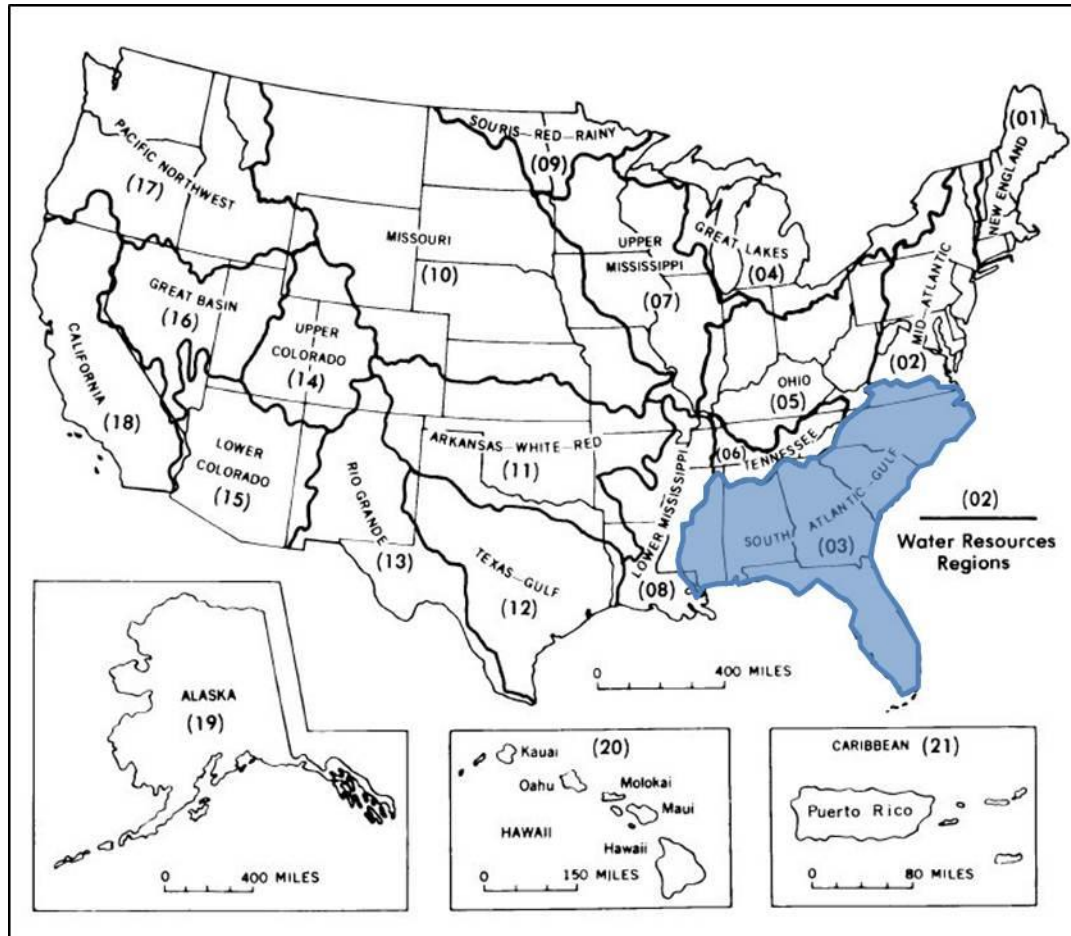 (01)
NEW ENGLAND
SOURIS—RED—RAINY
(09)
PACIFIC NORTHWEST
(17)
MISSOURI
(10)
UPPER
MISSISSIPPI
(07)
GREAT LAKES
(04)
MID-ATLANTIC
(02)
GREAT BASIN
(16)
UPPER
COLORADO
(14)
CALIFORNIA
(18)
OHIO
(05)
LOWER
COLORADO
(15)
ARKANSAS—WHITE—RED
(11)
(06)
TENNESSEE
RIO GRANDE
(13)
TEXAS—GULF
(12)
LOWER MISSISSIPPI
(08)
SOUTH ATLANTIC—GULF
(03)
(02)
Water Resources
Regions
0 400 MILES
ALASKA
(19)
0 400 MILES
Kauai
(20)
Oahu
Molokai
Maui
HAWAII
Hawaii
0 150 MILES
CARIBBEAN (21)
Puerto Rico
0 80 MILES